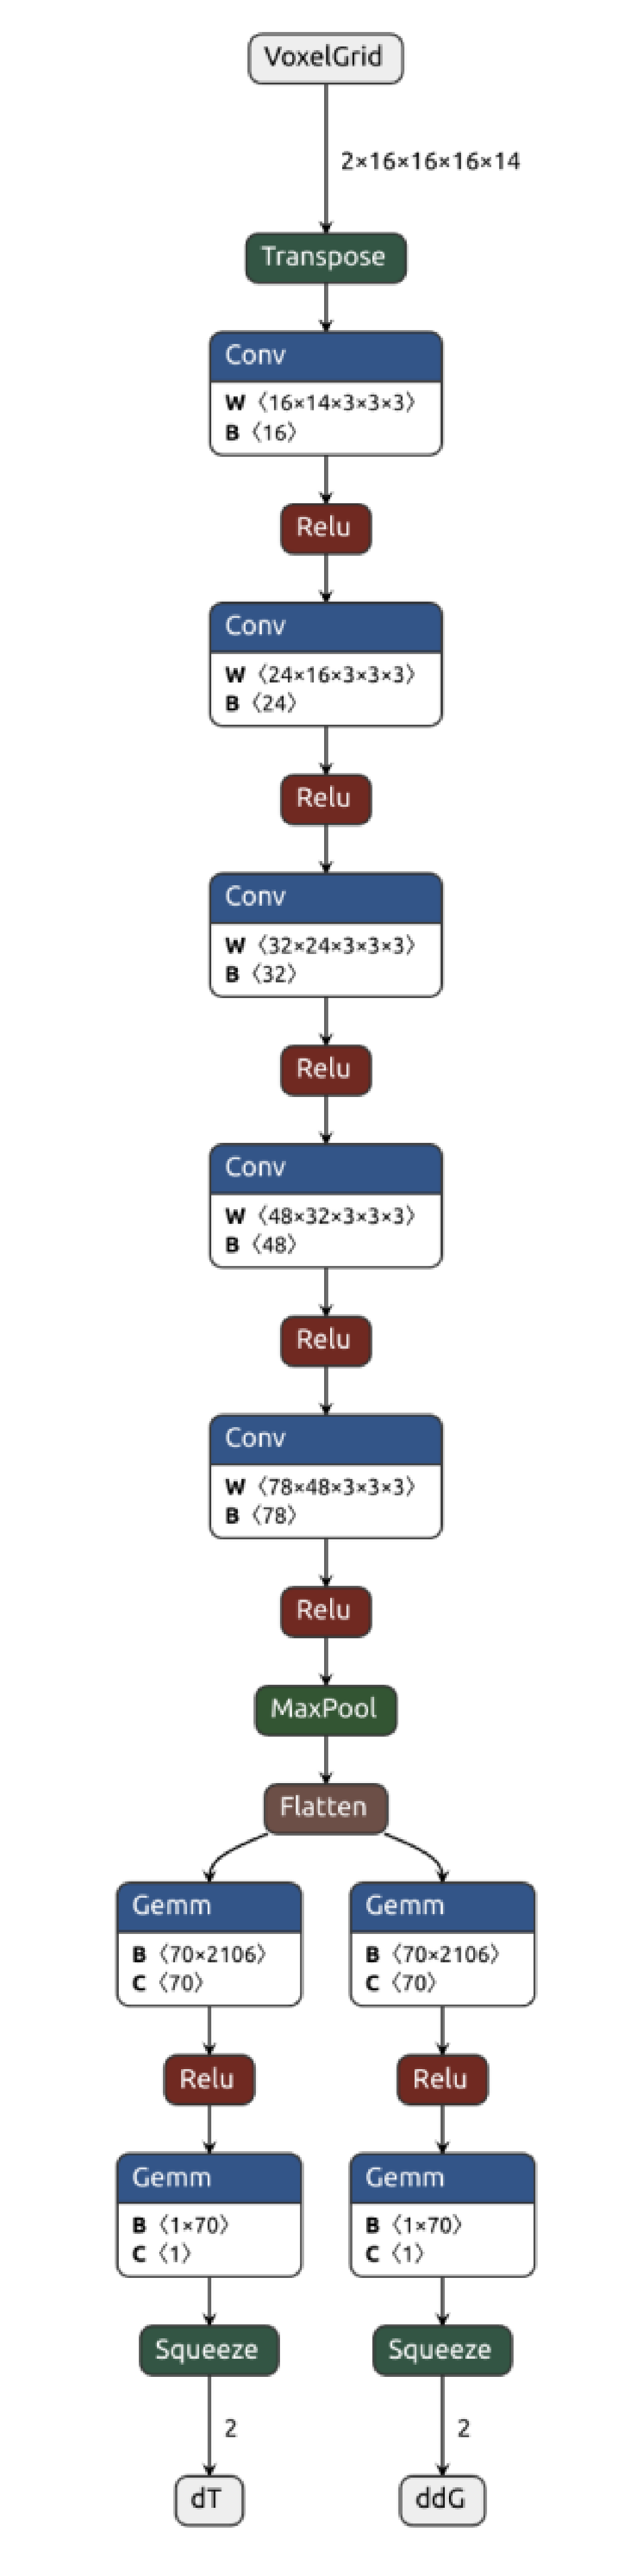 VoxelGrid
2×16×16×16×14
Transpose
Conv
W 〈16×14×3×3×3〉
B 〈16〉
Relu
Conv
W 〈24×16×3×3×3〉
B 〈24〉
Relu
Conv
W 〈32×24×3×3×3〉
B 〈32〉
Relu
Conv
W 〈48×32×3×3×3〉
B 〈48〉
Relu
Conv
W 〈78×48×3×3×3〉
B 〈78〉
Relu
MaxPool
Flatten
Gemm
B 〈70×2106〉
C 〈70〉
Relu
Gemm
B 〈1×70〉
C 〈1〉
Squeeze
2
dT
Gemm
B 〈70×2106〉
C 〈70〉
Relu
Gemm
B 〈1×70〉
C 〈1〉
Squeeze
2
ddG